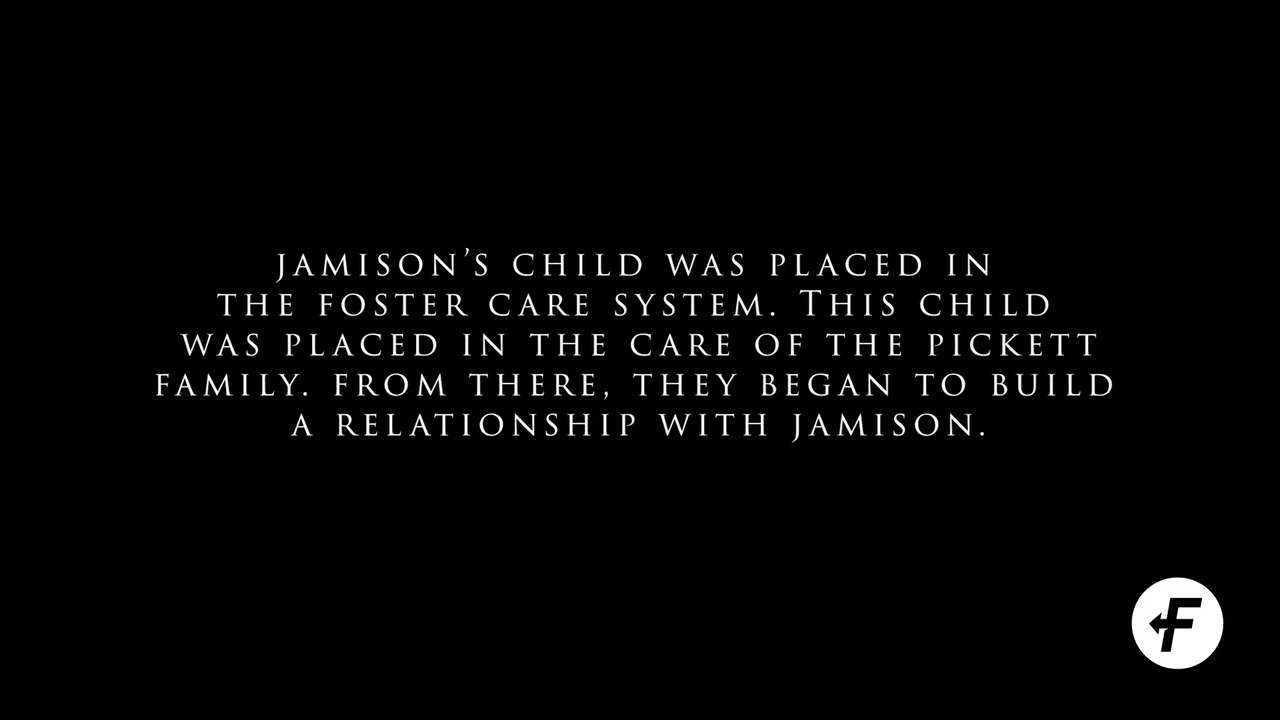 JAMISON’S CHILD WAS PLACED IN
THE FOSTER CARE SYSTEM. THIS CHILD
WAS PLACED IN THE CARE OF THE PICKETT
FAMILY. FROM THERE, THEY BEGAN TO BUILD
A RELATIONSHIP WITH JAMISON.
F